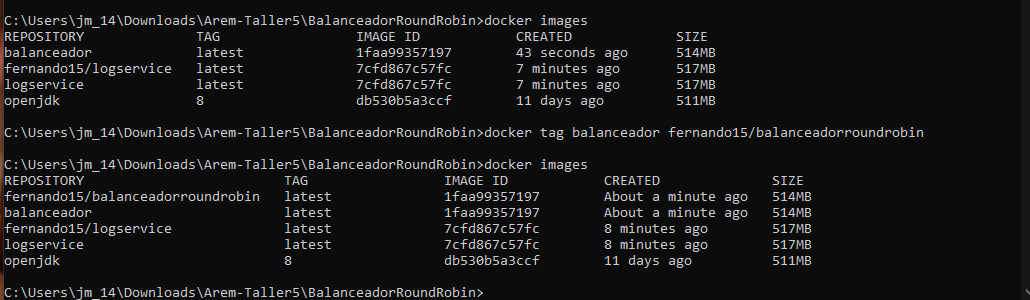 C:\Users\jm_14\Downloads\Arem-Taller5\BalanceadorRoundRobin>docker images
REPOSITORY TAG IMAGE ID CREATED SIZE
balanceador latest 1faa99357197 43 seconds ago 514MB
fernando15/logservice latest 7cfd867c57fc 7 minutes ago 517MB
logservice latest 7cfd867c57fc 7 minutes ago 517MB
openjdk 8 db530b5a3ccf 11 days ago 511MB
C:\Users\jm_14\Downloads\Arem-Taller5\BalanceadorRoundRobin>docker tag balanceador fernando15/balanceadorroundrobin
C:\Users\jm_14\Downloads\Arem-Taller5\BalanceadorRoundRobin>docker images
REPOSITORY TAG IMAGE ID CREATED SIZE
fernando15/balanceadorroundrobin latest 1faa99357197 About a minute ago 514MB
balanceador latest 1faa99357197 About a minute ago 514MB
fernando15/logservice latest 7cfd867c57fc 8 minutes ago 517MB
logservice latest 7cfd867c57fc 8 minutes ago 517MB
openjdk 8 db530b5a3ccf 11 days ago 511MB
C:\Users\jm_14\Downloads\Arem-Taller5\BalanceadorRoundRobin>